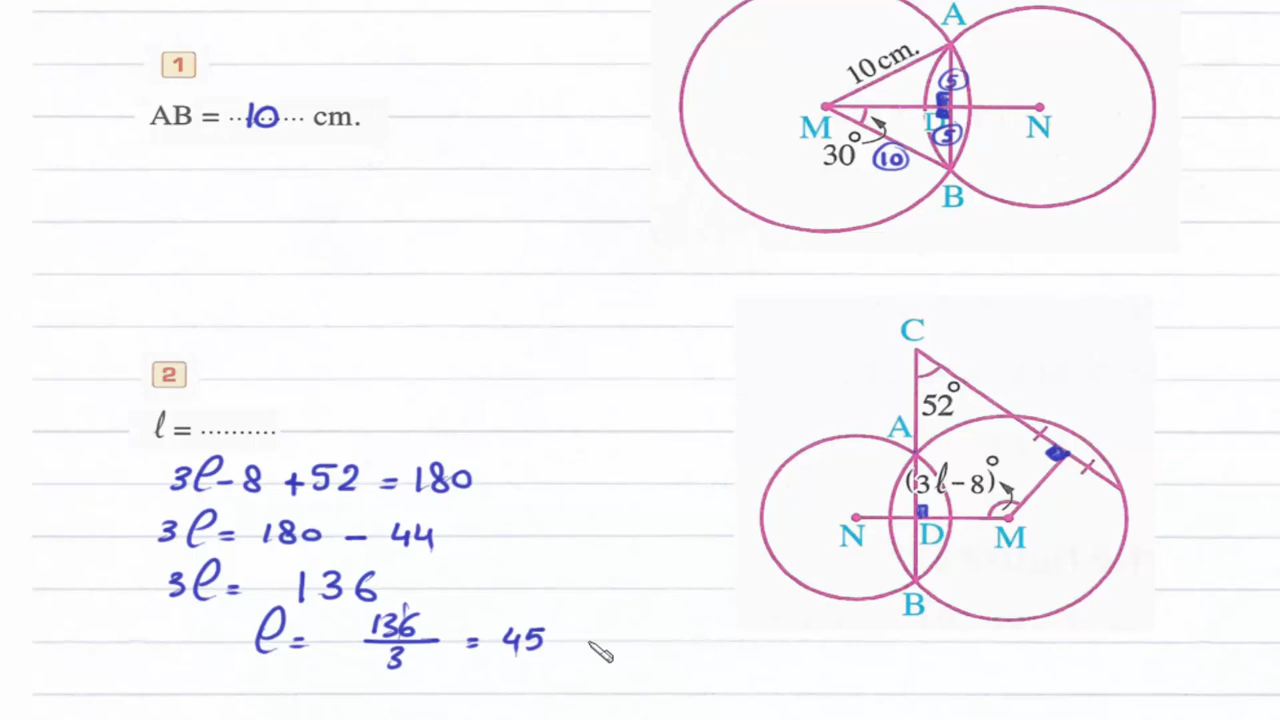 1
AB = ...10... cm.
A
10 cm.
5
M
D
N
5
30°
10
B
2
ℓ = ..........
3ℓ - 8 + 52 = 180
3ℓ = 180 - 44
3ℓ = 136
ℓ = 136/3 = 45
C
52°
A
(3ℓ - 8)°
N
D
M
B